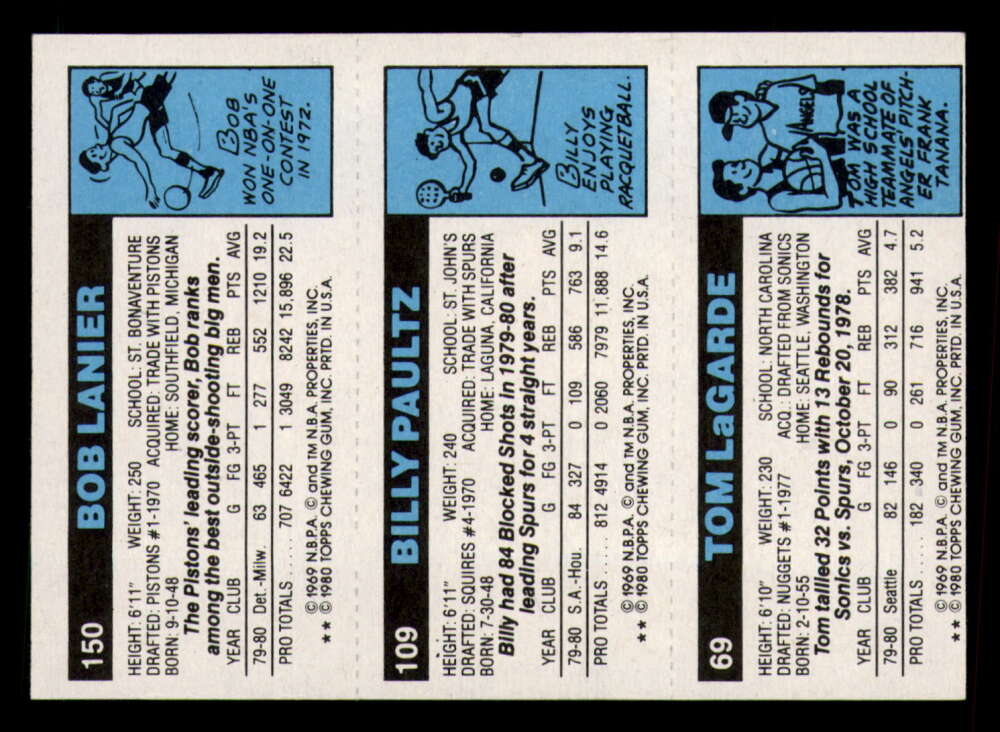 150 BOB LANIER
HEIGHT: 6'11" WEIGHT: 250 SCHOOL: ST. BONAVENTURE
DRAFTED: PISTONS #1-1970 ACQUIRED: TRADE WITH PISTONS
BORN: 9-10-48 HOME: SOUTHFIELD, MICHIGAN
The Pistons' leading scorer, Bob ranks
among the best outside-shooting big men.
YEAR CLUB G FG 3-PT FT REB PTS AVG
79-80 Det.-Milw. 63 465 1 277 552 1210 19.2
PRO TOTALS ...... 707 6422 1 3049 8242 15,896 22.5
★★ © 1969 N.B.P.A. © and ™ N.B.A. PROPERTIES, INC.
© 1980 TOPPS CHEWING GUM, INC. PRTD. IN U.S.A.
BOB
WON NBA'S
ONE-ON-ONE
CONTEST
IN 1972.
109 BILLY PAULTZ
HEIGHT: 6'11" WEIGHT: 240 SCHOOL: ST. JOHN'S
DRAFTED: SQUIRES #4-1970 ACQUIRED: TRADE WITH SPURS
BORN: 7-30-48 HOME: LAGUNA, CALIFORNIA
Billy had 84 Blocked Shots in 1979-80 after
leading Spurs for 4 straight years.
YEAR CLUB G FG 3-PT FT REB PTS AVG
79-80 S.A.-Hou. 84 327 0 109 586 763 9.1
PRO TOTALS ...... 812 4914 0 2060 7979 11,888 14.6
★★ © 1969 N.B.P.A. © and ™ N.B.A. PROPERTIES, INC.
© 1980 TOPPS CHEWING GUM, INC. PRTD. IN U.S.A.
BILLY
ENJOYS
PLAYING
RACQUETBALL.
69 TOM LaGARDE
HEIGHT: 6'10" WEIGHT: 230 SCHOOL: NORTH CAROLINA
DRAFTED: NUGGETS #1-1977 ACQ.: DRAFTED FROM SONICS
BORN: 2-10-55 HOME: SEATTLE, WASHINGTON
Tom tallied 32 Points with 13 Rebounds for
Sonics vs. Spurs, October 20, 1978.
YEAR CLUB G FG 3-PT FT REB PTS AVG
79-80 Seattle 82 146 0 90 312 382 4.7
PRO TOTALS ...... 182 340 0 261 716 941 5.2
★★ © 1969 N.B.P.A. © and ™ N.B.A. PROPERTIES, INC.
© 1980 TOPPS CHEWING GUM, INC. PRTD. IN U.S.A.
ANGELS
TOM WAS A
HIGH SCHOOL
TEAMMATE OF
ANGELS' PITCH-
ER FRANK
TANANA.